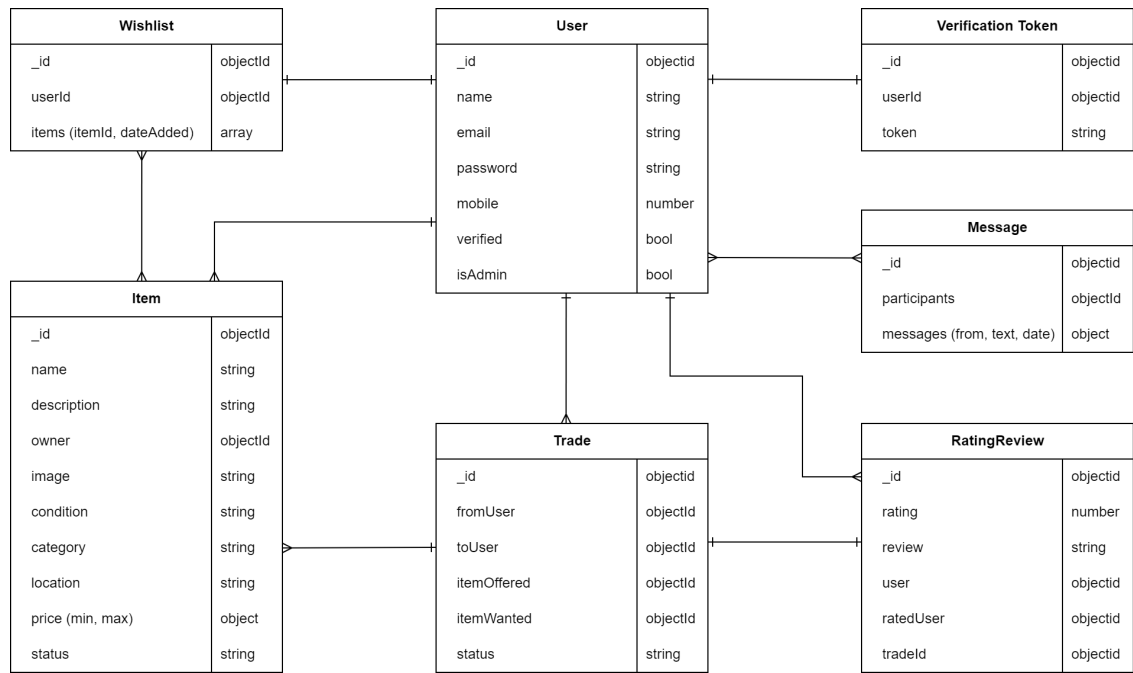 Wishlist
_id objectId
userId objectId
items (itemId, dateAdded) array
User
_id objectid
name string
email string
password string
mobile number
verified bool
isAdmin bool
Verification Token
_id objectid
userId objectid
token string
Message
_id objectid
participants objectId
messages (from, text, date) object
Item
_id objectId
name string
description string
owner objectId
image string
condition string
category string
location string
price (min, max) object
status string
Trade
_id objectid
fromUser objectId
toUser objectId
itemOffered objectId
itemWanted objectId
status string
RatingReview
_id objectid
rating number
review string
user objectid
ratedUser objectid
tradeId objectid